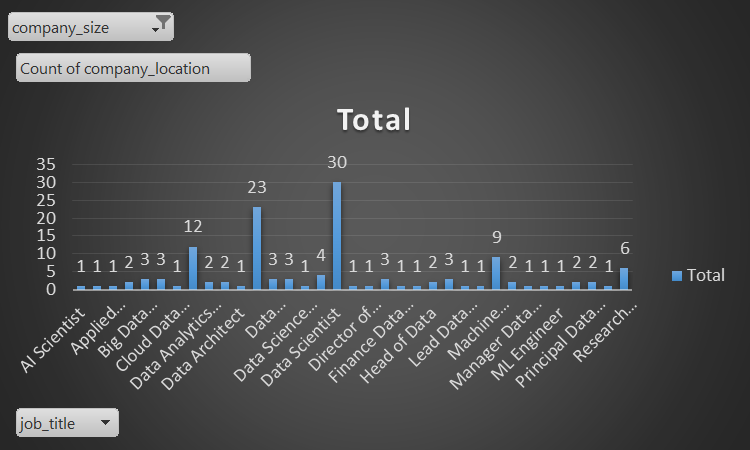 company_size
Count of company_location
Total
35
30
25
20
15
10
5
0
1 1 1 2 3 3 1 12 2 2 1 23 3 3 1 4 30 1 1 3 1 1 2 3 1 1 9 2 1 1 1 2 2 1 6
AI Scientist
Applied...
Big Data...
Cloud Data...
Data Analytics...
Data Architect
Data...
Data Science...
Data Scientist
Director of...
Finance Data...
Head of Data
Lead Data...
Machine...
Manager Data...
ML Engineer
Principal Data...
Research...
Total
job_title